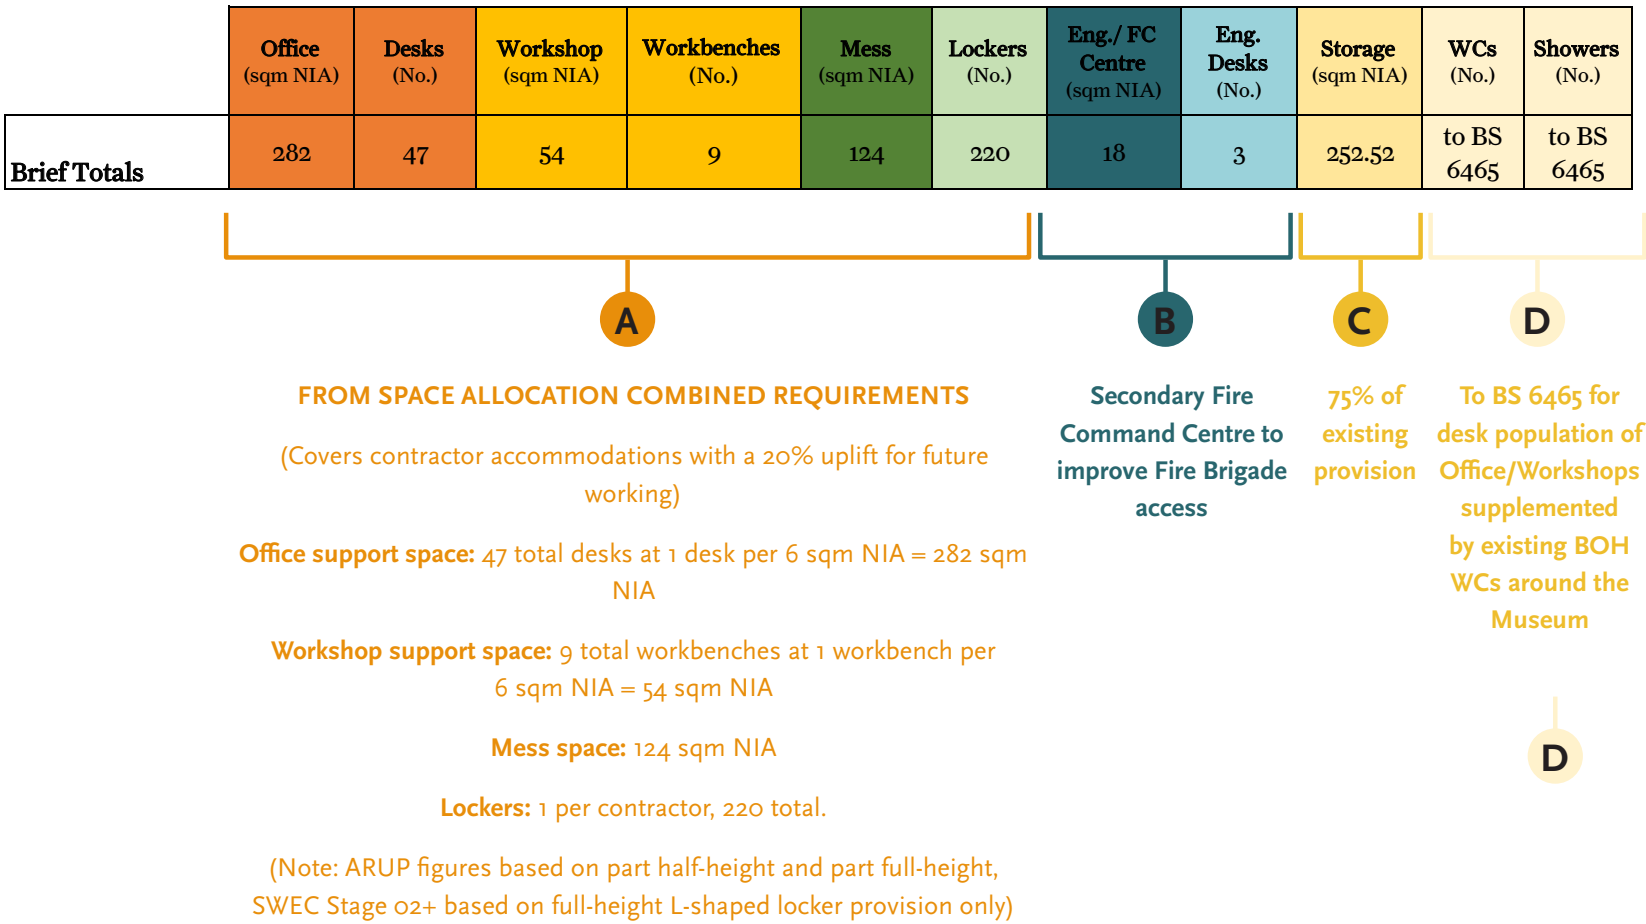 Office Desks Workshop Workbenches Mess Lockers Eng./ FC Centre Eng. Desks Storage WCs Showers
(sqm NIA) (No.) (sqm NIA) (No.) (sqm NIA) (No.) (sqm NIA) (No.) (sqm NIA) (No.) (No.)
Brief Totals 282 47 54 9 124 220 18 3 252.52 to BS 6465 to BS 6465
A
FROM SPACE ALLOCATION COMBINED REQUIREMENTS
(Covers contractor accommodations with a 20% uplift for future
working)
Office support space: 47 total desks at 1 desk per 6 sqm NIA = 282 sqm
NIA
Workshop support space: 9 total workbenches at 1 workbench per
6 sqm NIA = 54 sqm NIA
Mess space: 124 sqm NIA
Lockers: 1 per contractor, 220 total.
(Note: ARUP figures based on part half-height and part full-height,
SWEC Stage 02+ based on full-height L-shaped locker provision only)
B
Secondary Fire
Command Centre to
improve Fire Brigade
access
C
75% of
existing
provision
D
To BS 6465 for
desk population of
Office/Workshops
supplemented
by existing BOH
WCs around the
Museum
D